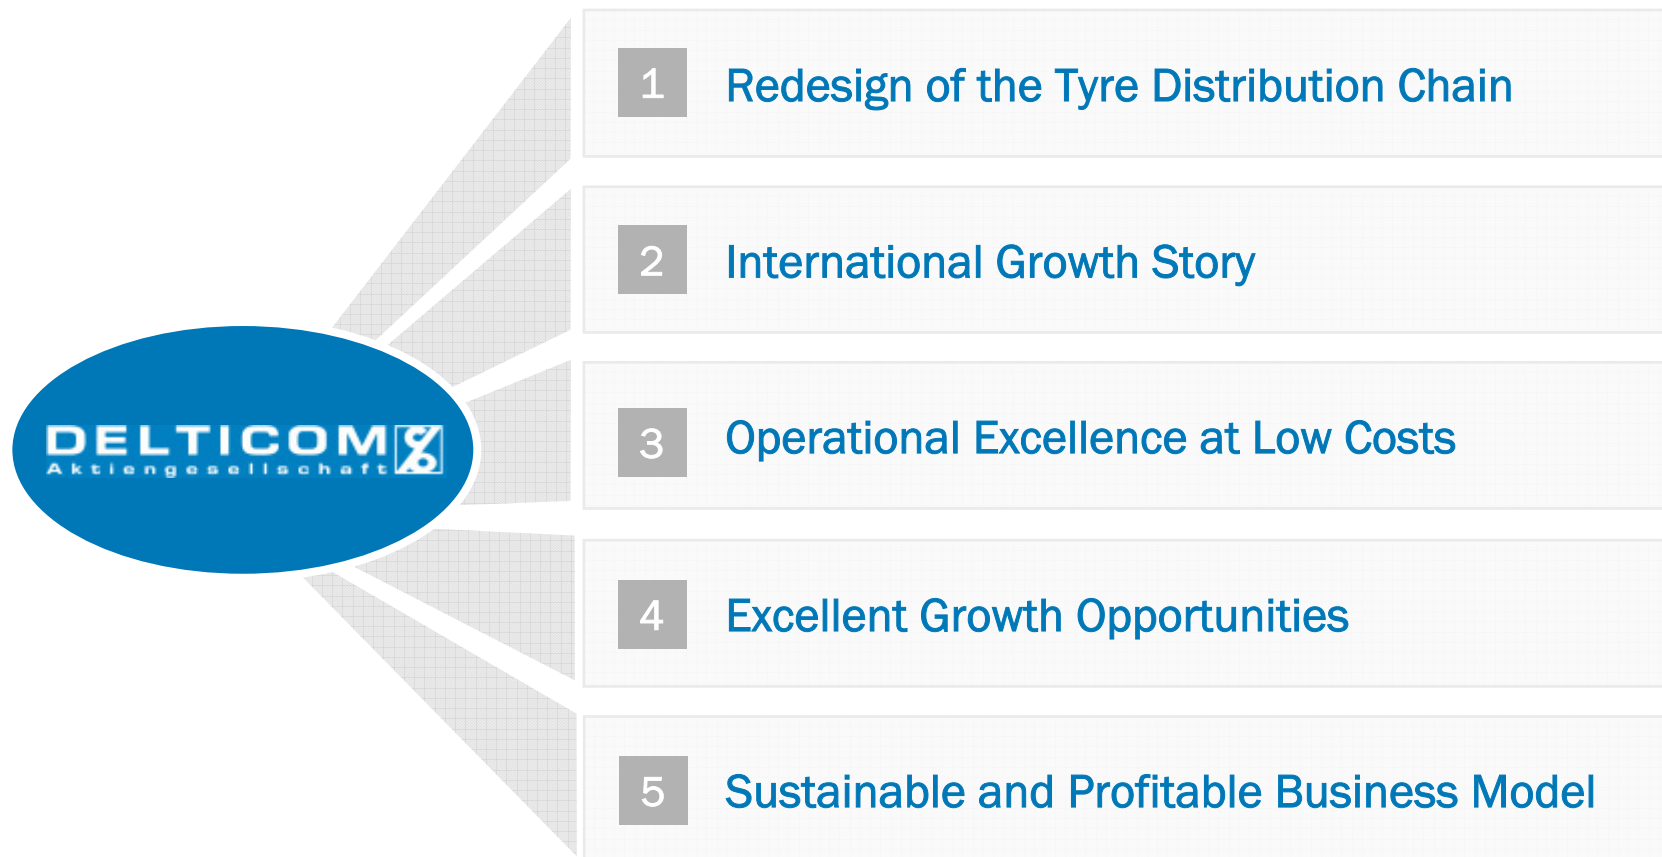 1 Redesign of the Tyre Distribution Chain
2 International Growth Story
DELTICOM
Aktiengesellschaft
3 Operational Excellence at Low Costs
4 Excellent Growth Opportunities
5 Sustainable and Profitable Business Model